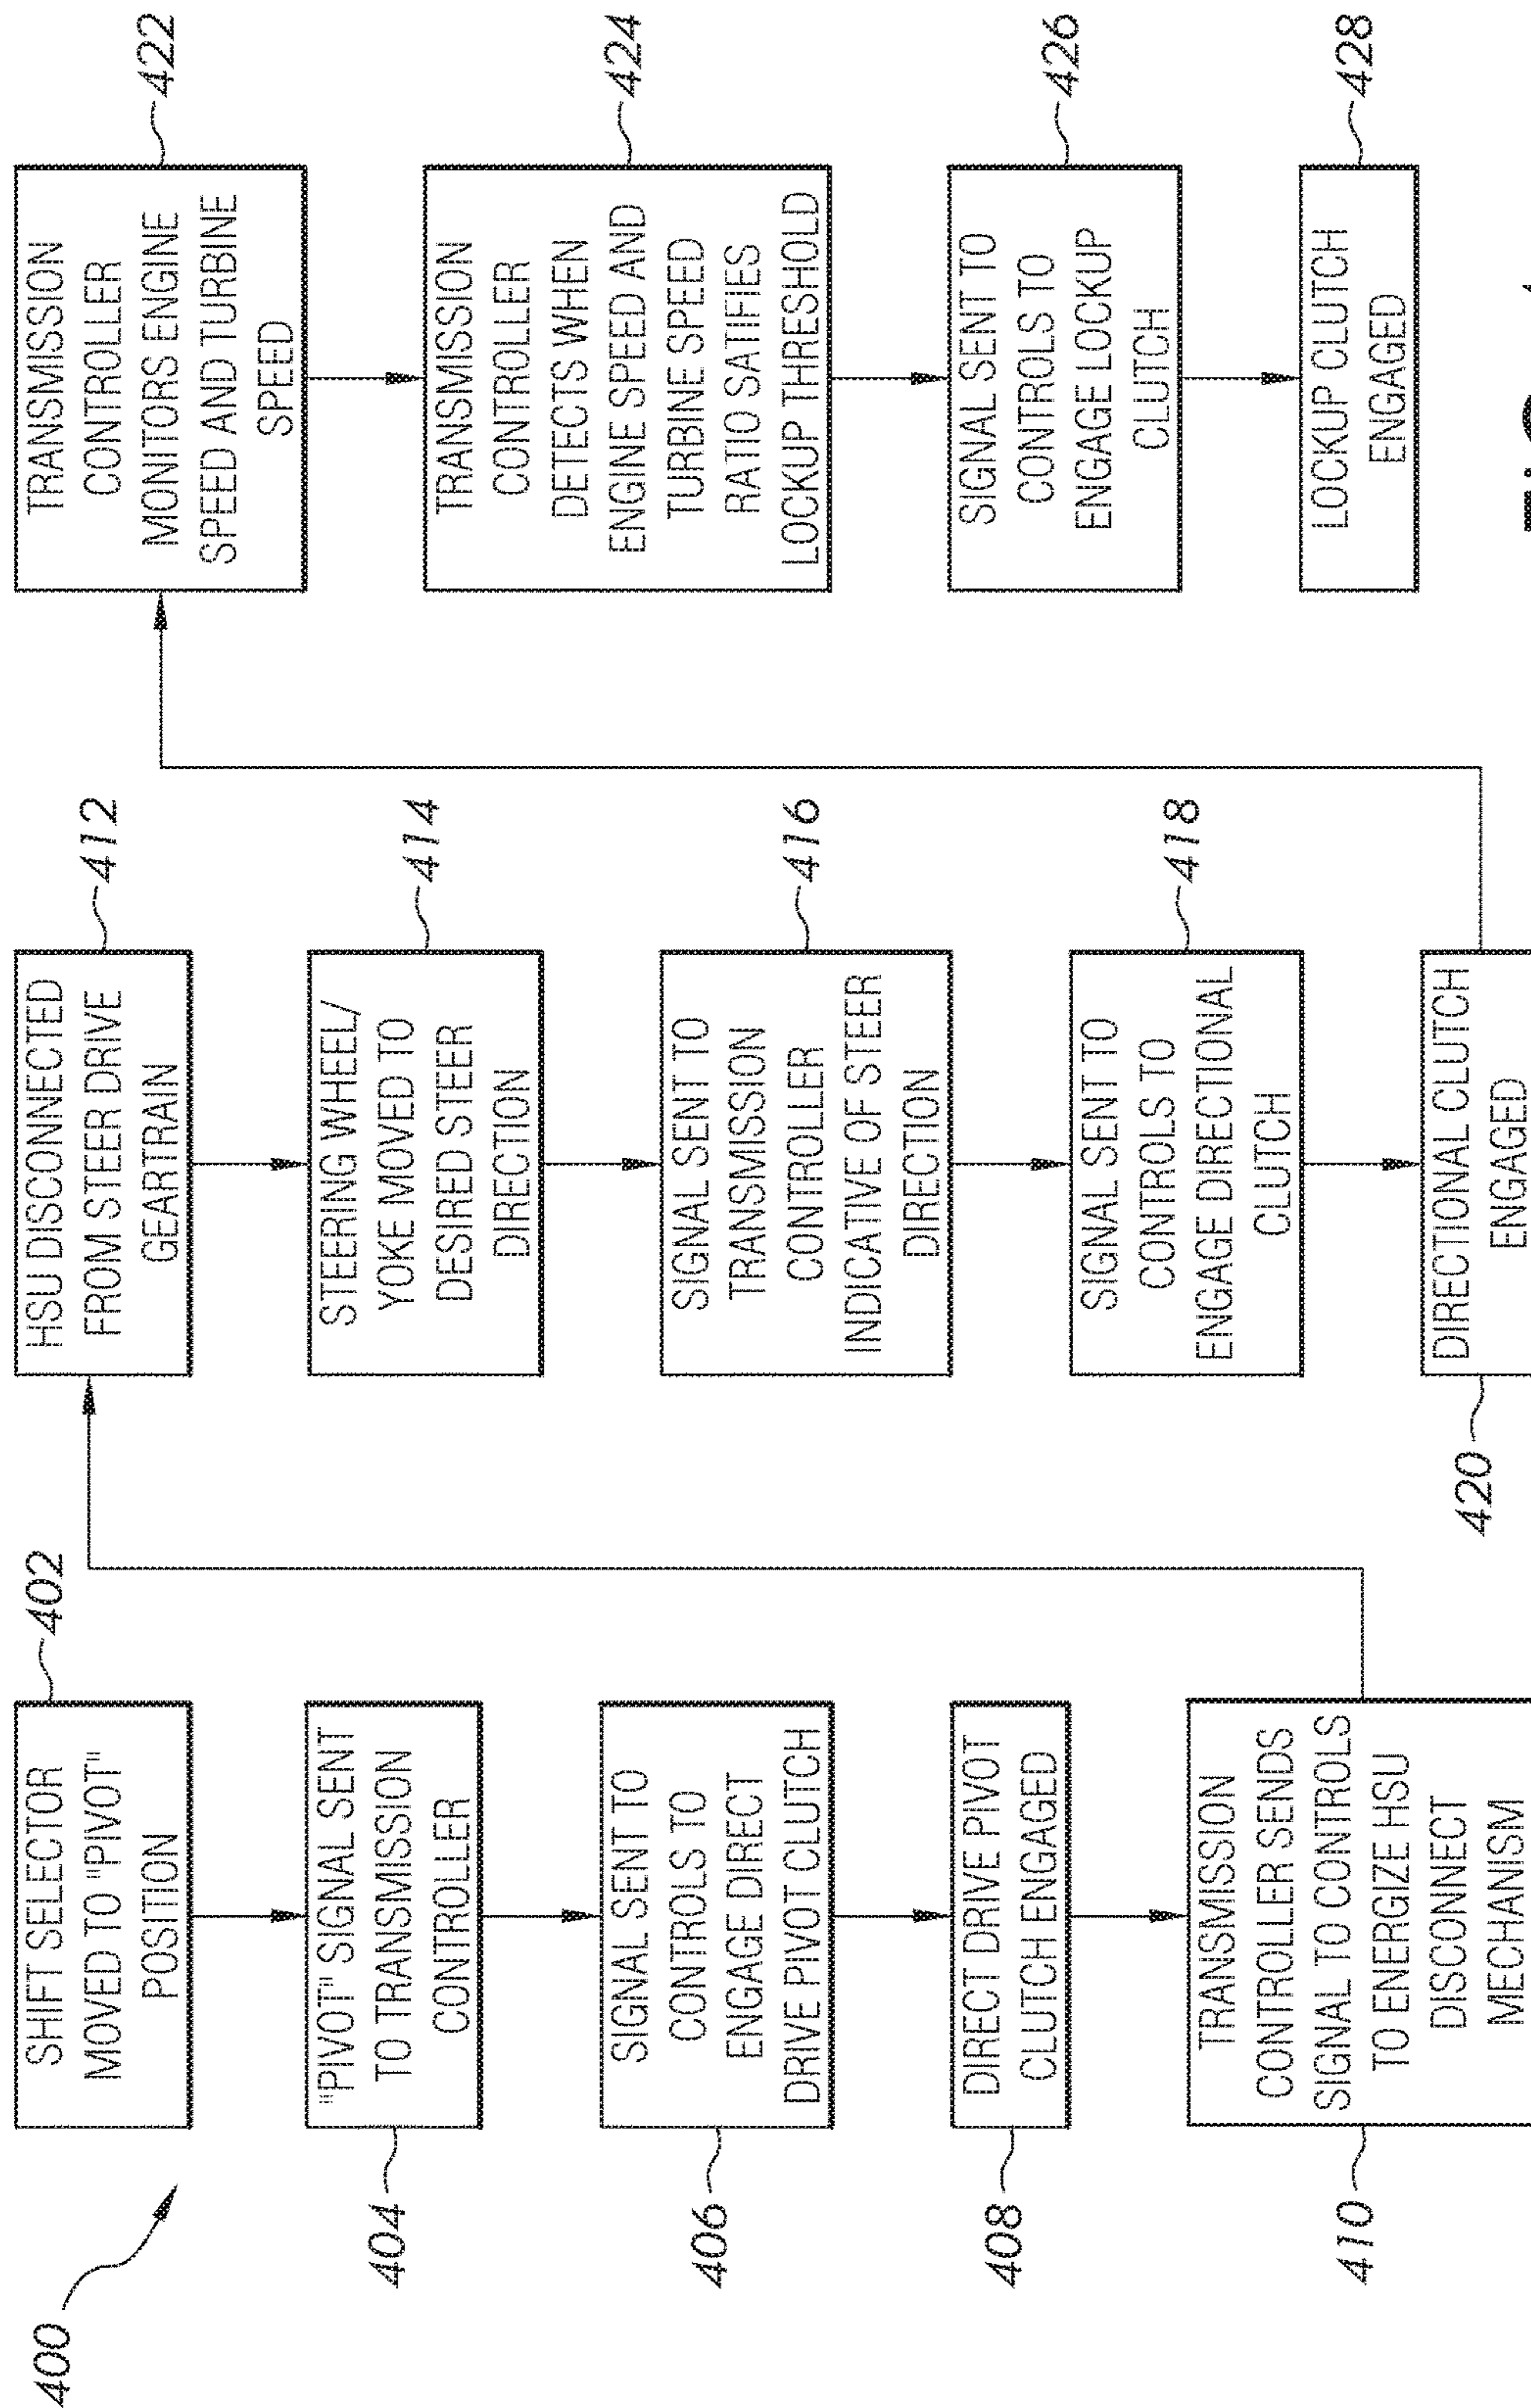 400
SHIFT SELECTOR
MOVED TO "PIVOT"
POSITION
402
"PIVOT" SIGNAL SENT
TO TRANSMISSION
CONTROLLER
404
SIGNAL SENT TO
CONTROLS TO
ENGAGE DIRECT
DRIVE PIVOT CLUTCH
406
DIRECT DRIVE PIVOT
CLUTCH ENGAGED
408
TRANSMISSION
CONTROLLER SENDS
SIGNAL TO CONTROLS
TO ENERGIZE HSU
DISCONNECT
MECHANISM
410
HSU DISCONNECTED
FROM STEER DRIVE
GEARTRAIN
412
STEERING WHEEL/
YOKE MOVED TO
DESIRED STEER
DIRECTION
414
SIGNAL SENT TO
TRANSMISSION
CONTROLLER
INDICATIVE OF STEER
DIRECTION
416
SIGNAL SENT TO
CONTROLS TO
ENGAGE DIRECTIONAL
CLUTCH
418
DIRECTIONAL CLUTCH
ENGAGED
420
TRANSMISSION
CONTROLLER
MONITORS ENGINE
SPEED AND TURBINE
SPEED
422
TRANSMISSION
CONTROLLER
DETECTS WHEN
ENGINE SPEED AND
TURBINE SPEED
RATIO SATIFIES
LOCKUP THRESHOLD
424
SIGNAL SENT TO
CONTROLS TO
ENGAGE LOCKUP
CLUTCH
426
LOCKUP CLUTCH
ENGAGED
428